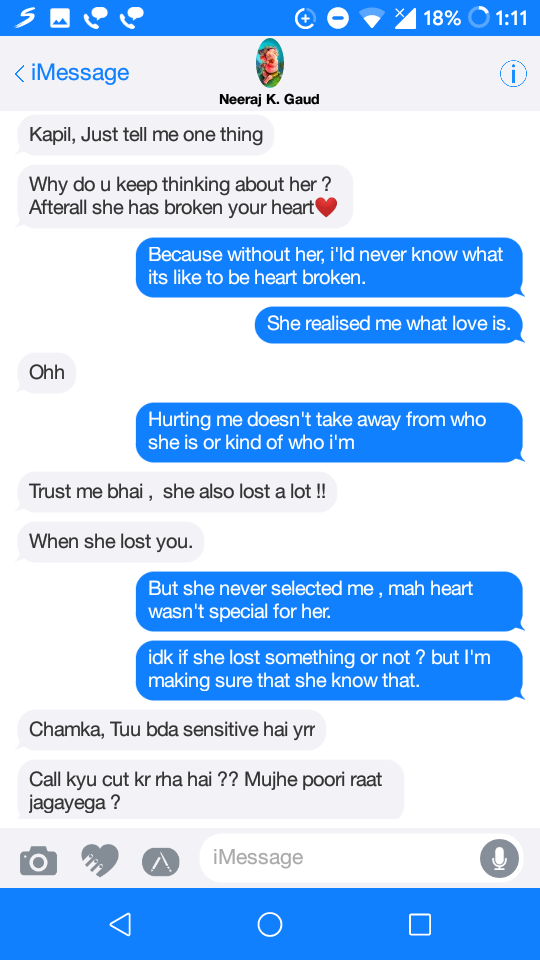 18% 1:11
iMessage
Neeraj K. Gaud
Kapil, Just tell me one thing
Why do u keep thinking about her ?
Afterall she has broken your heart❤️
Because without her, i'ld never know what
its like to be heart broken.
She realised me what love is.
Ohh
Hurting me doesn't take away from who
she is or kind of who i'm
Trust me bhai ,  she also lost a lot !!
When she lost you.
But she never selected me , mah heart
wasn't special for her.
idk if she lost something or not ? but I'm
making sure that she know that.
Chamka, Tuu bda sensitive hai yrr
Call kyu cut kr rha hai ?? Mujhe poori raat
jagayega ?
iMessage